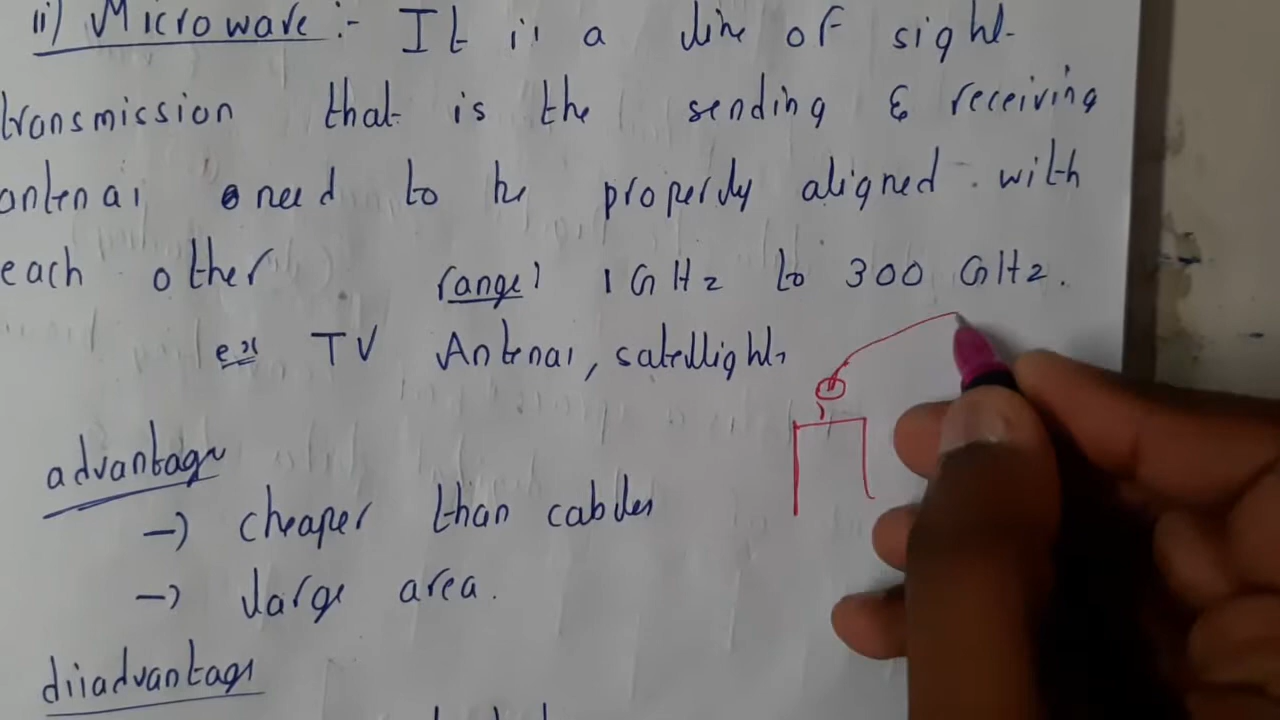 ii) Microwave :- It is a line of sight
transmission that is the sending & receiving
antenas need to be properly aligned with
each other range: 1 GHz to 300 GHz.
ex TV Antenas, satellights
advantage
→ cheaper than cables
→ large area.
disadvantage